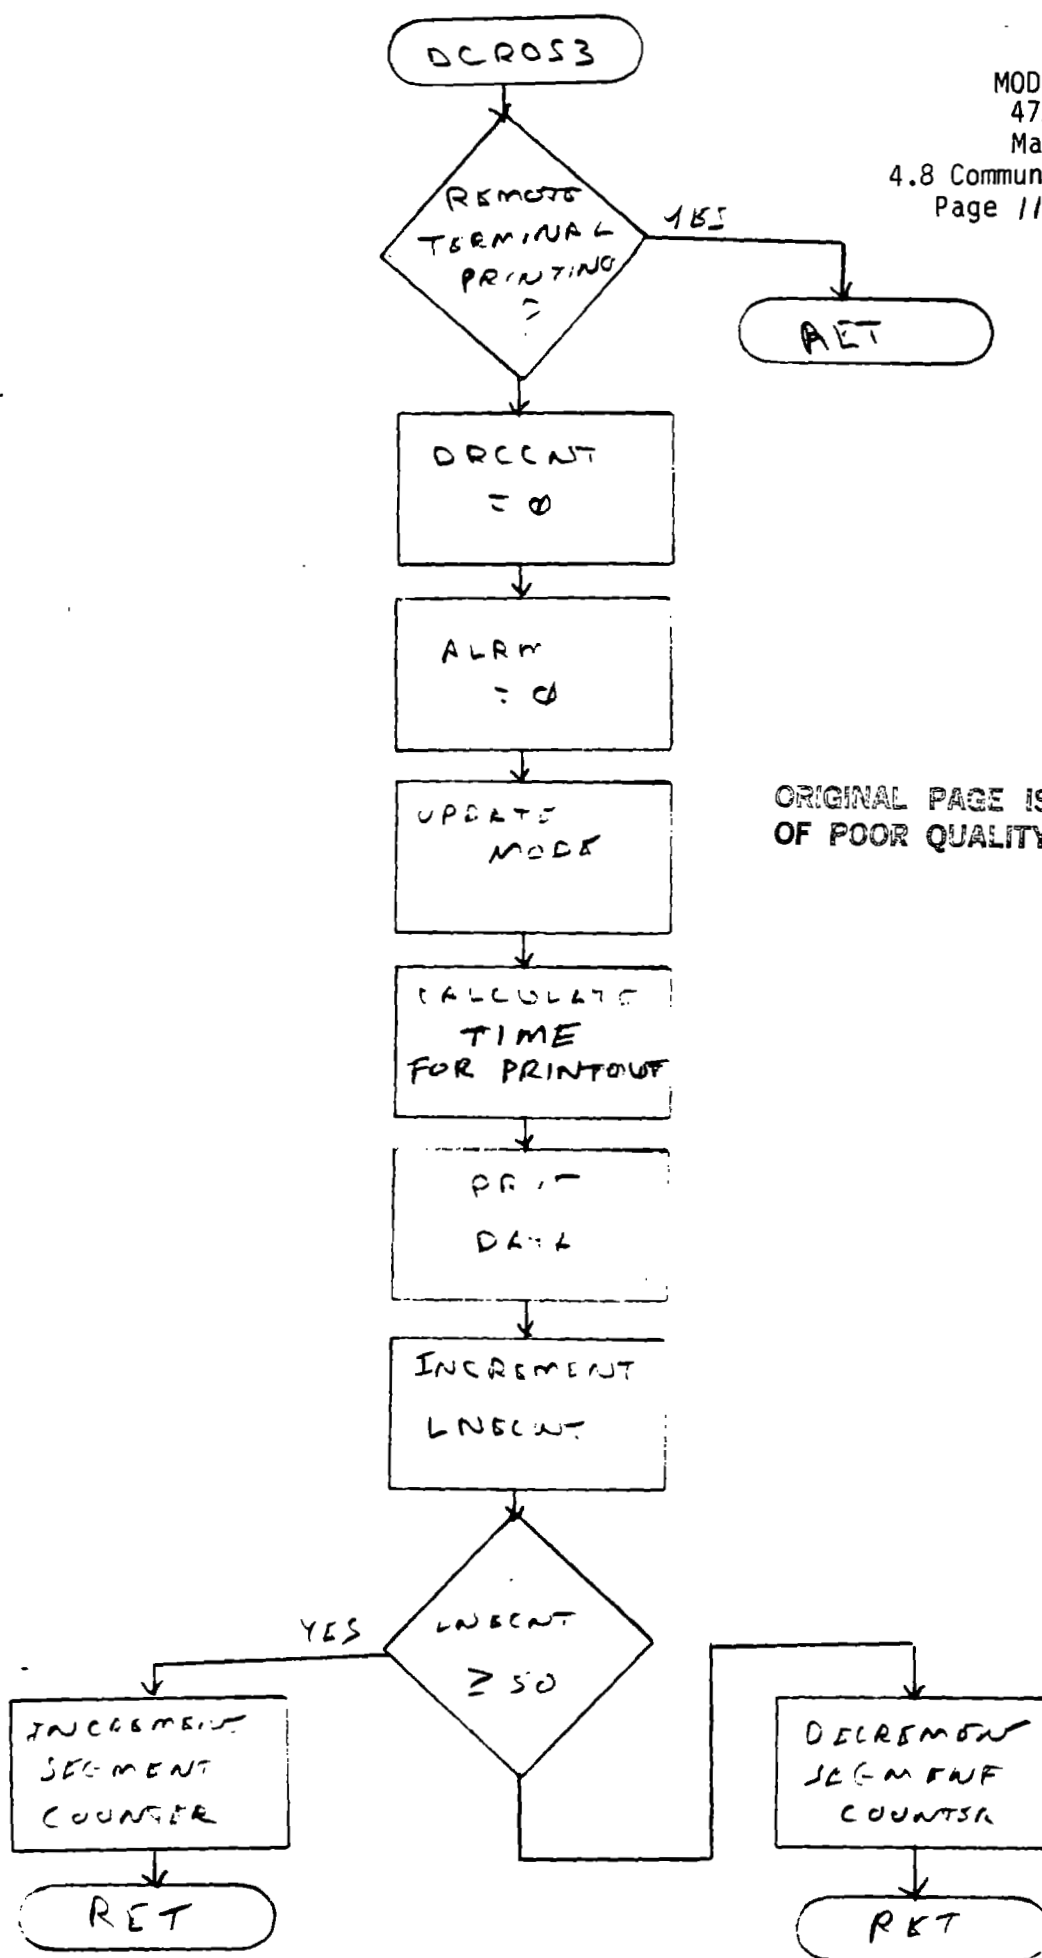 DCROS3
MOD
47
Ma
4.8 Commun
Page 11
REMOTE
TERMINAL
PRINTING
?
YES
RET
DRCCNT
= 0
ALRM
= 0
ORIGINAL PAGE IS
OF POOR QUALITY
UPDATE
MODE
CALCULATE
TIME
FOR PRINTOUT
DATA
INCREMENT
LNECNT
YES
LNECNT
≥ 50
INCREMENT
SEGMENT
COUNTER
DECREMEN
SEGMENT
COUNTER
RET
RET